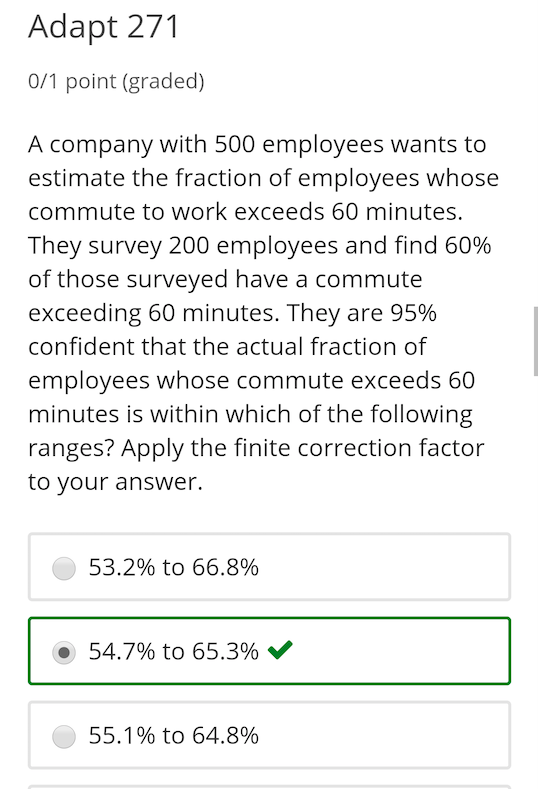 Adapt 271
0/1 point (graded)
A company with 500 employees wants to
estimate the fraction of employees whose
commute to work exceeds 60 minutes.
They survey 200 employees and find 60%
of those surveyed have a commute
exceeding 60 minutes. They are 95%
confident that the actual fraction of
employees whose commute exceeds 60
minutes is within which of the following
ranges? Apply the finite correction factor
to your answer.
53.2% to 66.8%
54.7% to 65.3%
55.1% to 64.8%